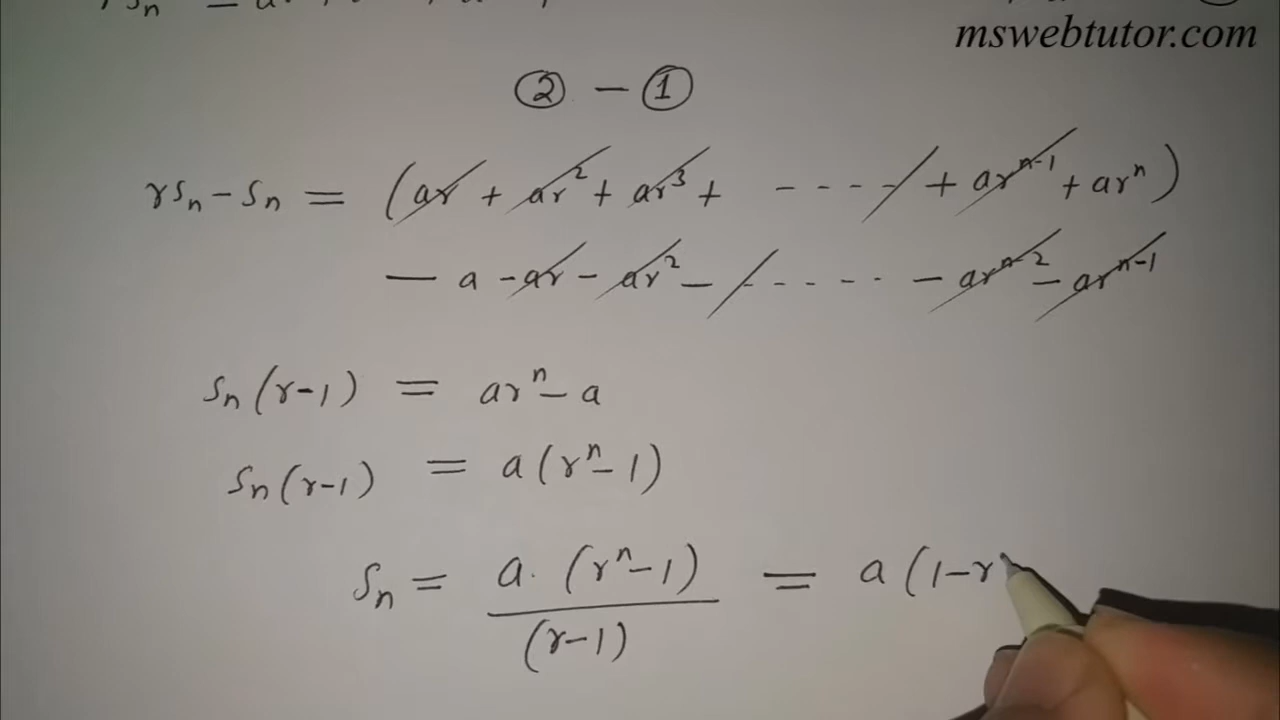 mswebtutor.com
② - ①
rSn - Sn = (ar + ar² + ar³ + - - - - + arⁿ⁻¹ + arⁿ)
- a - ar - ar² - - - - - - - arⁿ⁻² - arⁿ⁻¹
Sn(r-1) = arⁿ - a
Sn(r-1) = a(rⁿ-1)
Sn = a. (rⁿ-1) / (r-1) = a(1-r